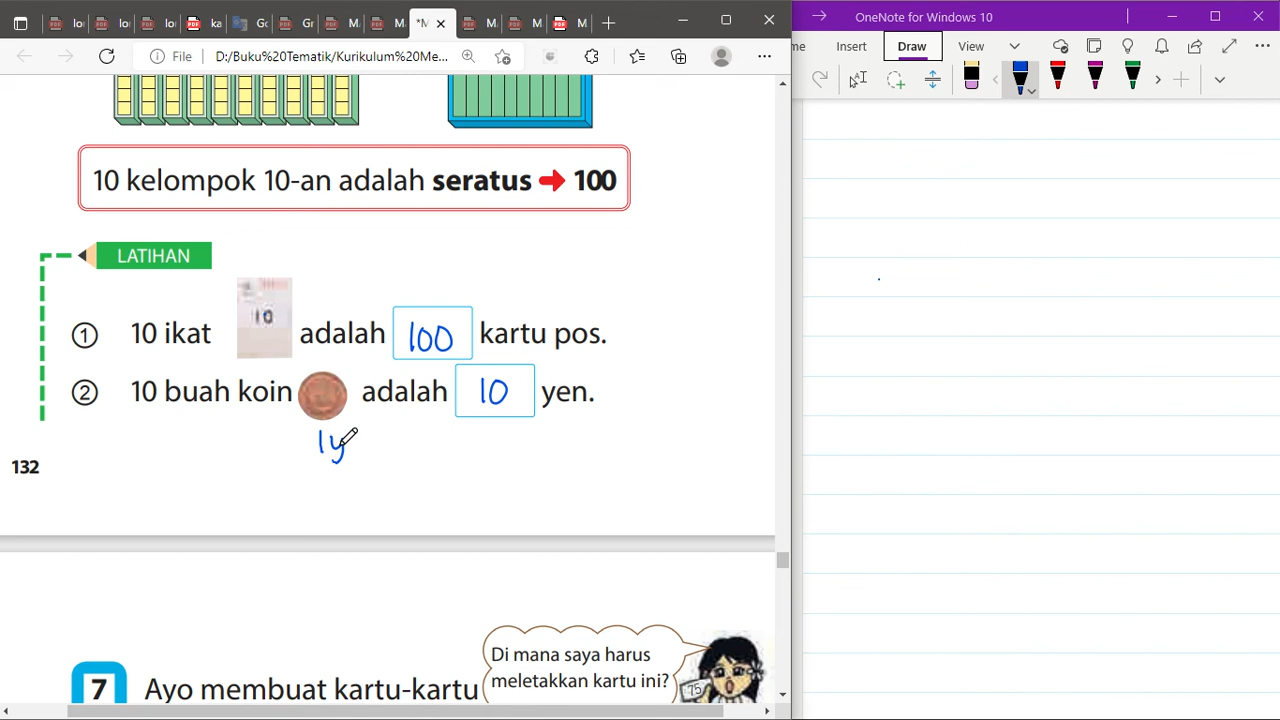 OneNote for Windows 10
File D:/Buku%20Tematik/Kurikulum%20Me...
Insert Draw View
10 kelompok 10-an adalah seratus → 100
LATIHAN
① 10 ikat 10 adalah 100 kartu pos.
② 10 buah koin adalah 10 yen.
1y
132
Di mana saya harus
meletakkan kartu ini?
75
7 Ayo membuat kartu-kartu